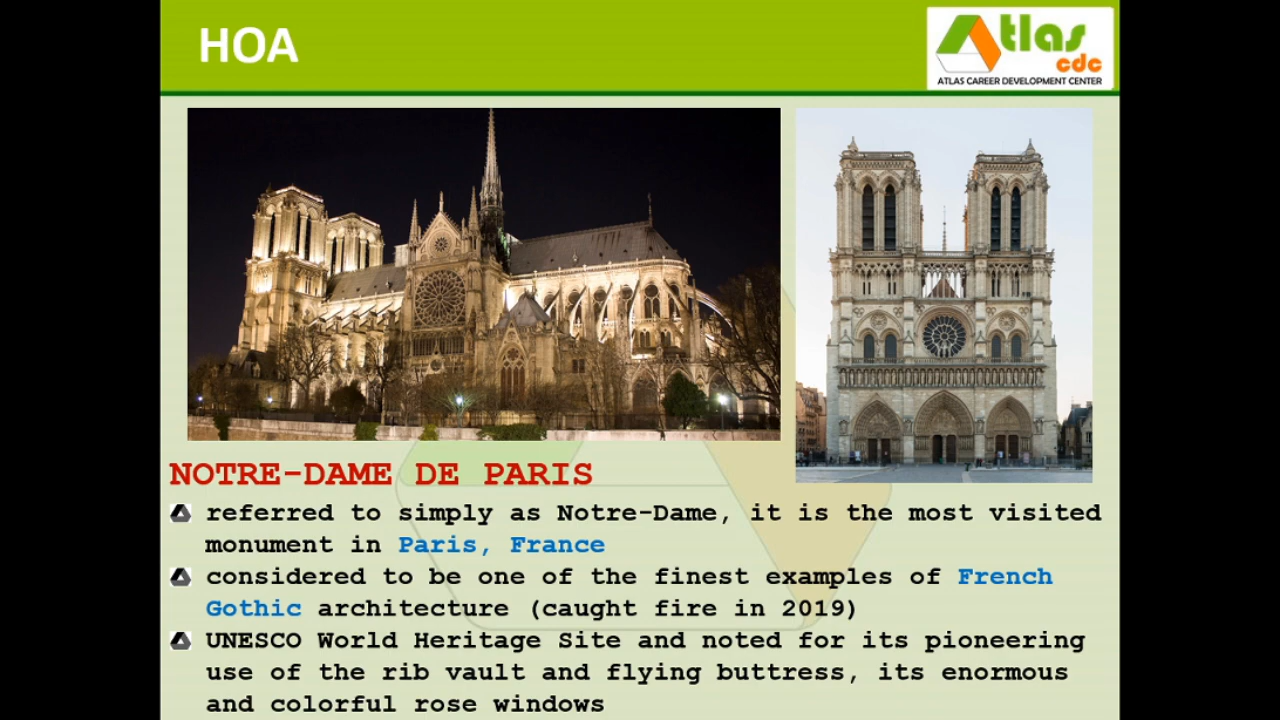 HOA
Atlas
cdc
ATLAS CAREER DEVELOPMENT CENTER
NOTRE-DAME DE PARIS
referred to simply as Notre-Dame, it is the most visited
monument in Paris, France
considered to be one of the finest examples of French
Gothic architecture (caught fire in 2019)
UNESCO World Heritage Site and noted for its pioneering
use of the rib vault and flying buttress, its enormous
and colorful rose windows